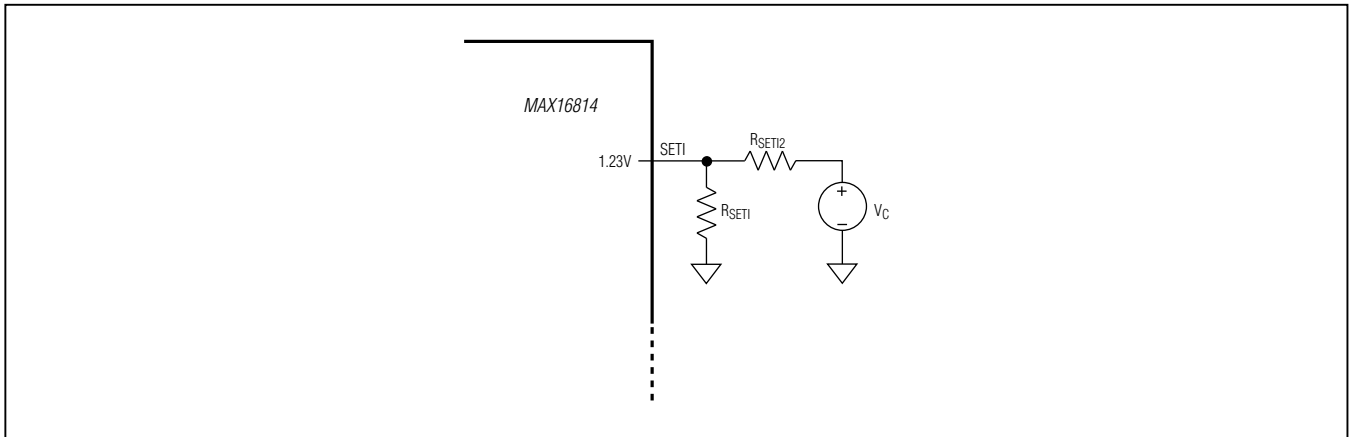 MAX16814
1.23V
SETI
RSETI2
RSETI
+
−
VC